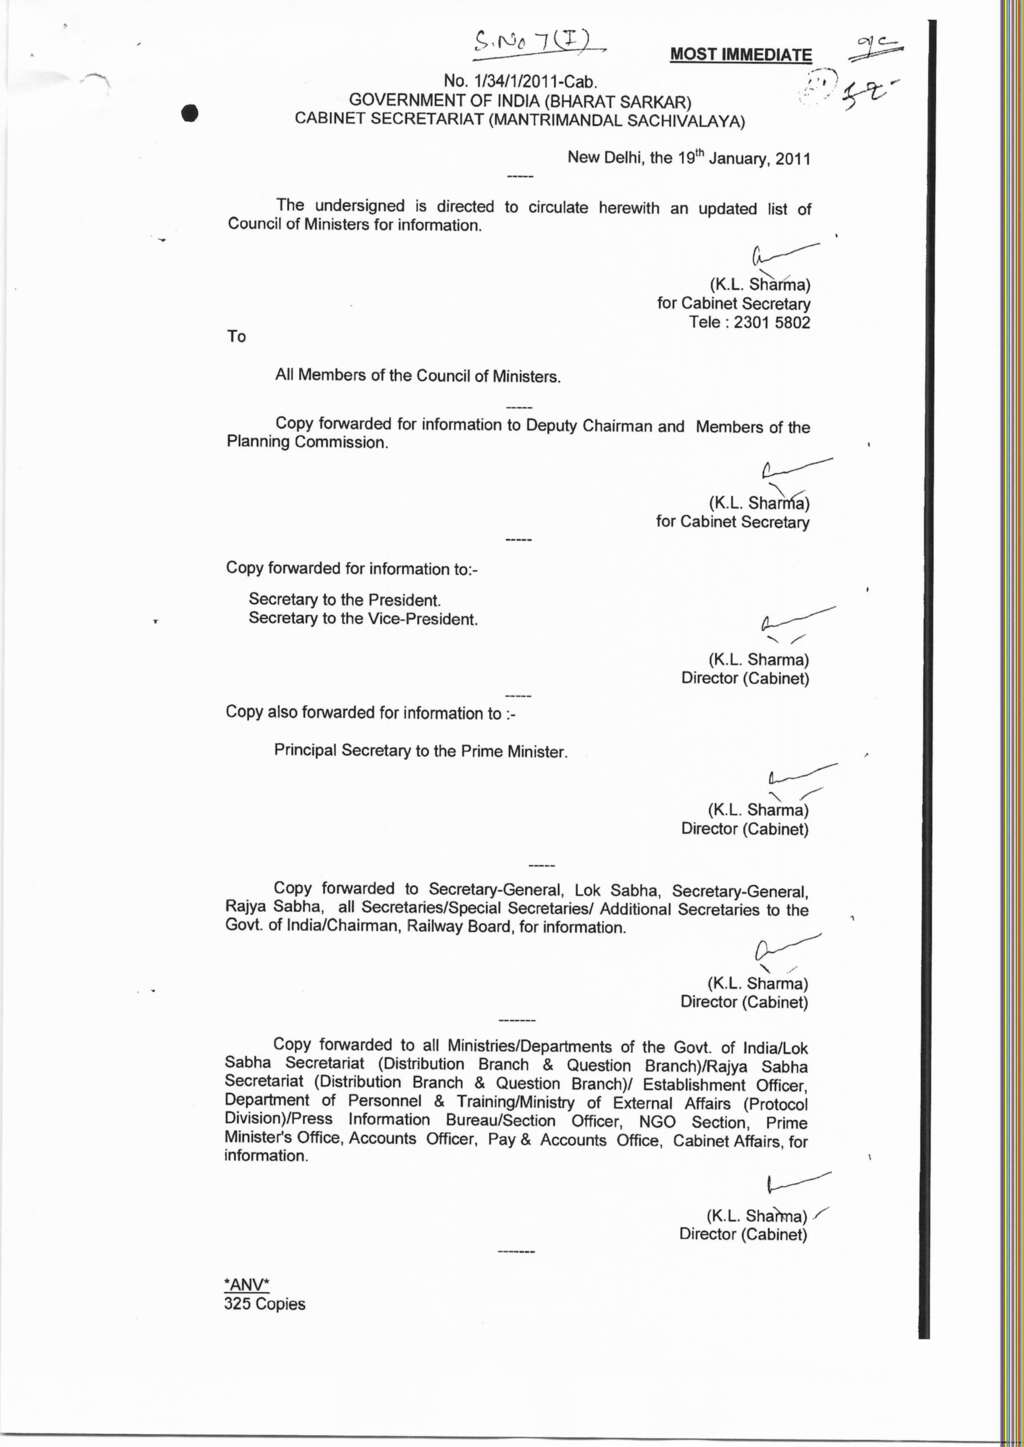 S.No 7(I)
MOST IMMEDIATE
No. 1/34/1/2011-Cab.
GOVERNMENT OF INDIA (BHARAT SARKAR)
CABINET SECRETARIAT (MANTRIMANDAL SACHIVALAYA)
New Delhi, the 19th January, 2011
-----
The undersigned is directed to circulate herewith an updated list of
Council of Ministers for information.
(K.L. Sharma)
for Cabinet Secretary
Tele : 2301 5802
To
All Members of the Council of Ministers.
-----
Copy forwarded for information to Deputy Chairman and Members of the
Planning Commission.
(K.L. Sharma)
for Cabinet Secretary
-----
Copy forwarded for information to:-
Secretary to the President.
Secretary to the Vice-President.
(K.L. Sharma)
Director (Cabinet)
-----
Copy also forwarded for information to :-
Principal Secretary to the Prime Minister.
(K.L. Sharma)
Director (Cabinet)
-----
Copy forwarded to Secretary-General, Lok Sabha, Secretary-General,
Rajya Sabha, all Secretaries/Special Secretaries/ Additional Secretaries to the
Govt. of India/Chairman, Railway Board, for information.
(K.L. Sharma)
Director (Cabinet)
-------
Copy forwarded to all Ministries/Departments of the Govt. of India/Lok
Sabha Secretariat (Distribution Branch & Question Branch)/Rajya Sabha
Secretariat (Distribution Branch & Question Branch)/ Establishment Officer,
Department of Personnel & Training/Ministry of External Affairs (Protocol
Division)/Press Information Bureau/Section Officer, NGO Section, Prime
Minister's Office, Accounts Officer, Pay & Accounts Office, Cabinet Affairs, for
information.
(K.L. Sharma)
Director (Cabinet)
-------
*ANV*
325 Copies